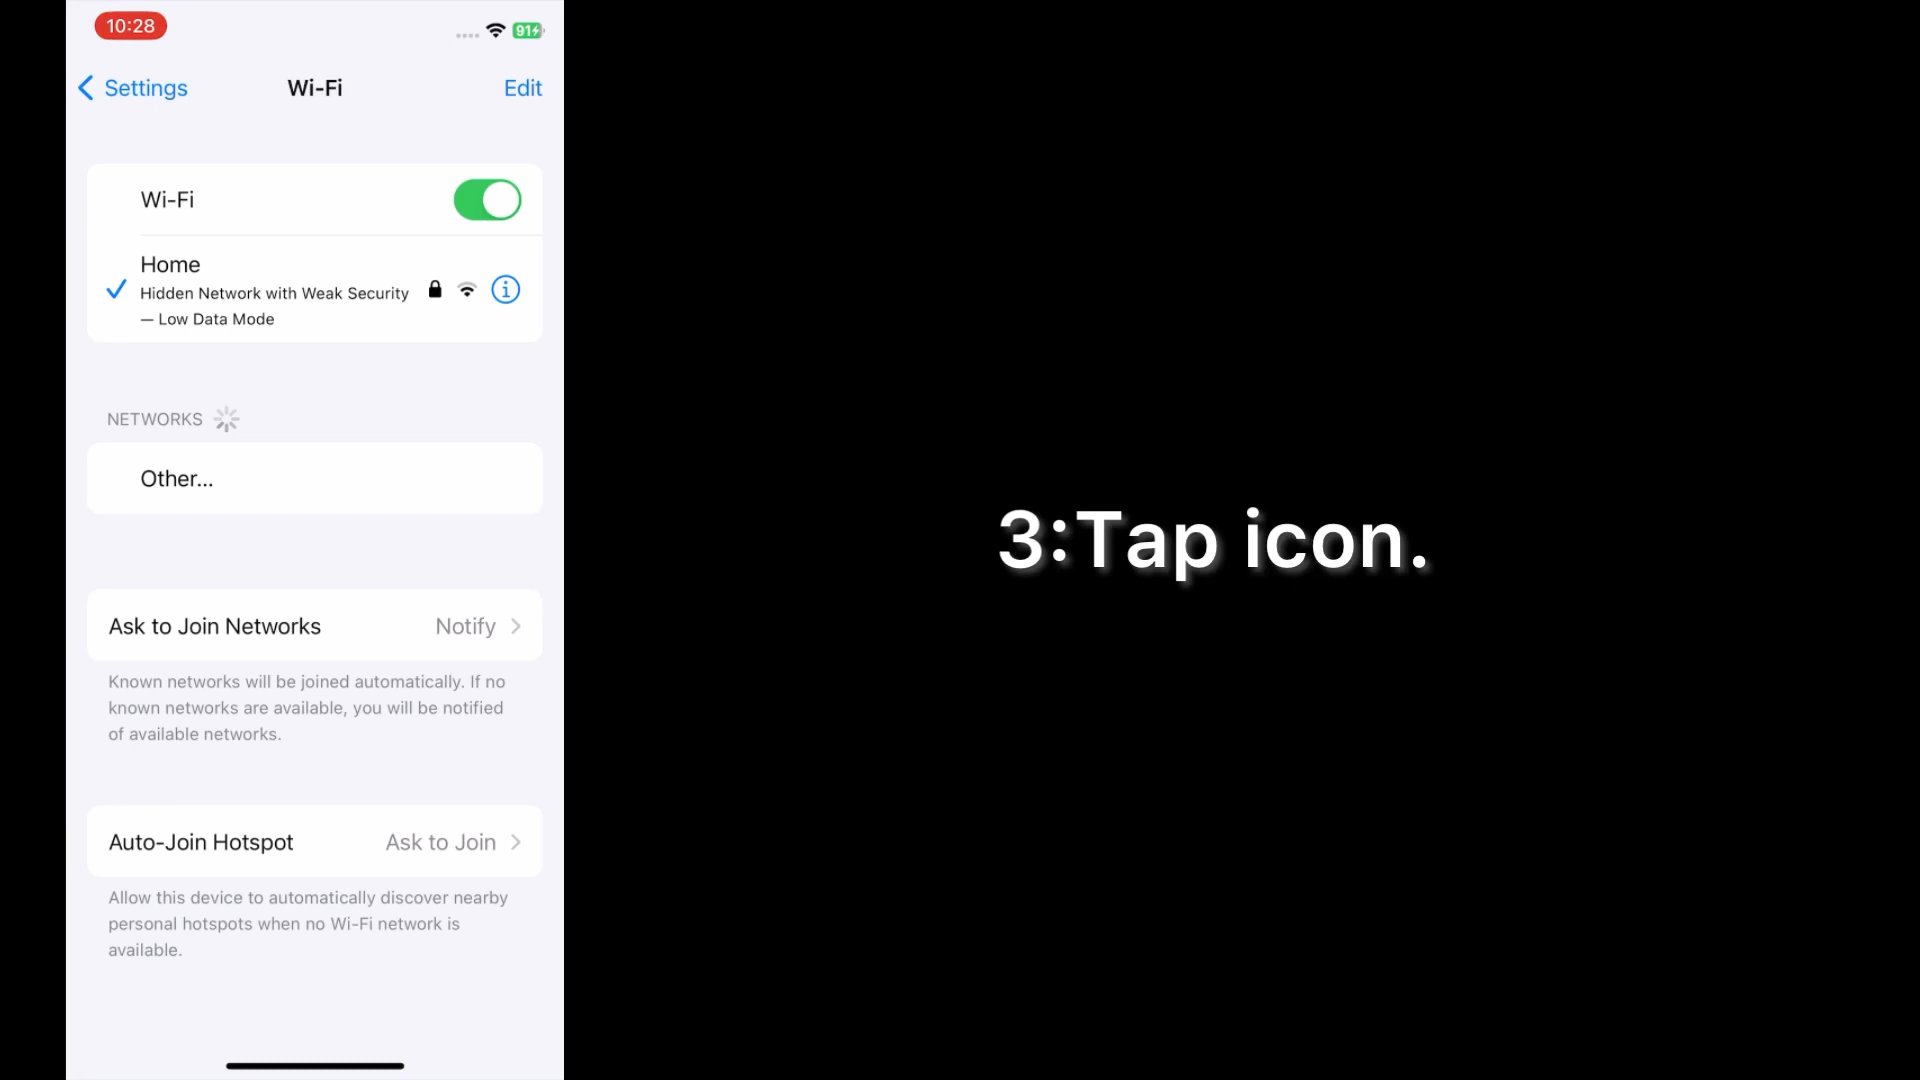 10:28
91
Settings
Wi-Fi
Edit
Wi-Fi
Home
Hidden Network with Weak Security
— Low Data Mode
NETWORKS
Other...
3:Tap icon.
Ask to Join Networks
Notify
Known networks will be joined automatically. If no
known networks are available, you will be notified
of available networks.
Auto-Join Hotspot
Ask to Join
Allow this device to automatically discover nearby
personal hotspots when no Wi-Fi network is
available.